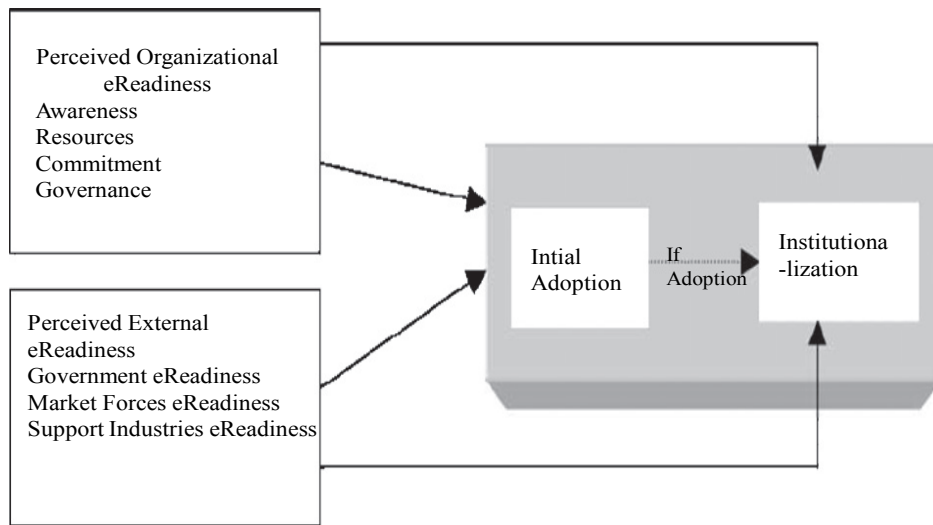 Perceived Organizational
eReadiness
Awareness
Resources
Commitment
Governance
Intial
Adoption
If
Adoption
Institutiona
-lization
Perceived External
eReadiness
Government eReadiness
Market Forces eReadiness
Support Industries eReadiness